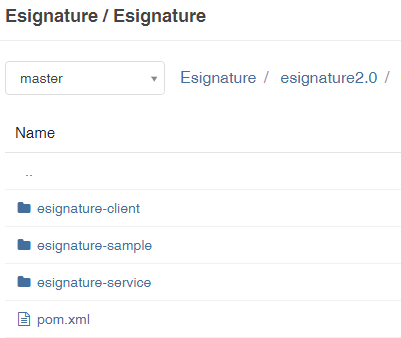 Esignature / Esignature
master Esignature / esignature2.0 /
Name
..
esignature-client
esignature-sample
esignature-service
pom.xml